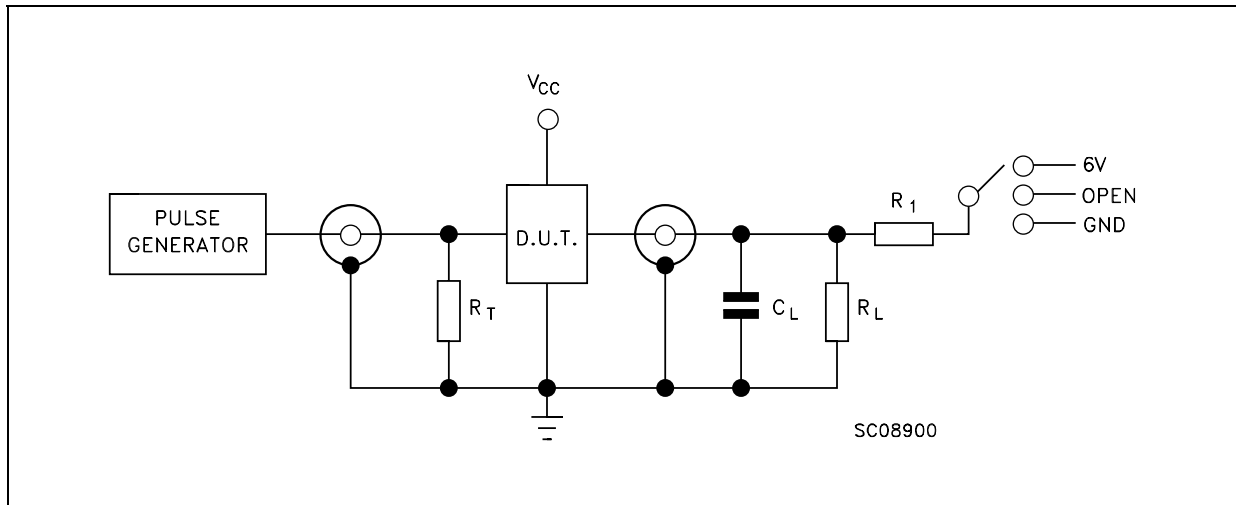 VCC
PULSE
GENERATOR
D.U.T.
RT
CL
RL
R1
6V
OPEN
GND
SC08900